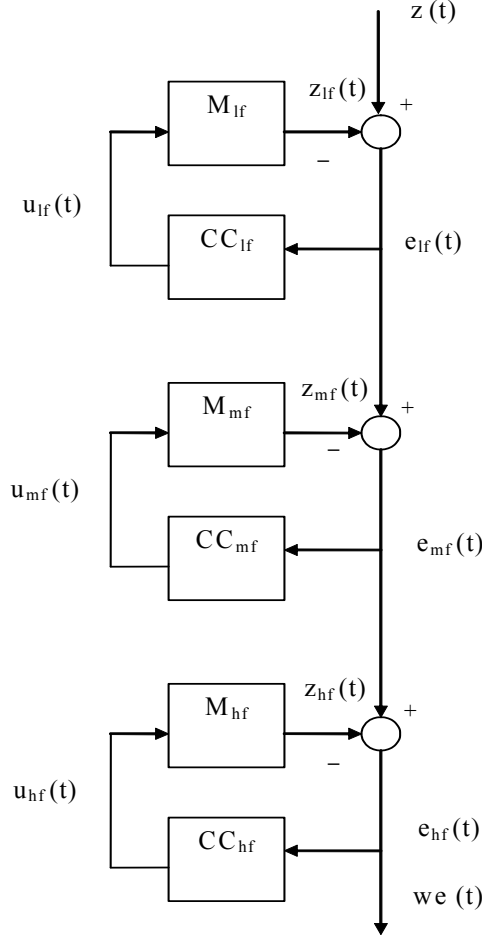 z (t)
M lf
z lf (t)
+
−
u lf (t)
CC lf
e lf (t)
M mf
z mf (t)
+
−
u mf (t)
CC mf
e mf (t)
M hf
z hf (t)
+
−
u hf (t)
CC hf
e hf (t)
we (t)